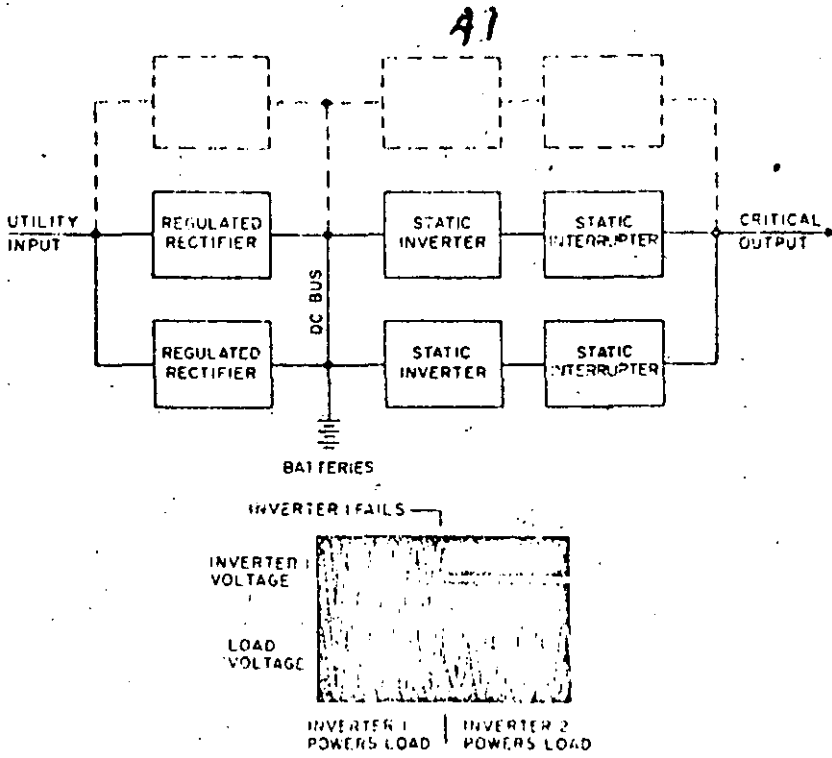 A7
UTILITY
INPUT
REGULATED
RECTIFIER
STATIC
INVERTER
STATIC
INTERRUPTER
CRITICAL
OUTPUT
DC BUS
REGULATED
RECTIFIER
STATIC
INVERTER
STATIC
INTERRUPTER
BATTERIES
INVERTER 1 FAILS
INVERTER 1
VOLTAGE
LOAD
VOLTAGE
INVERTER 1
POWERS LOAD
INVERTER 2
POWERS LOAD